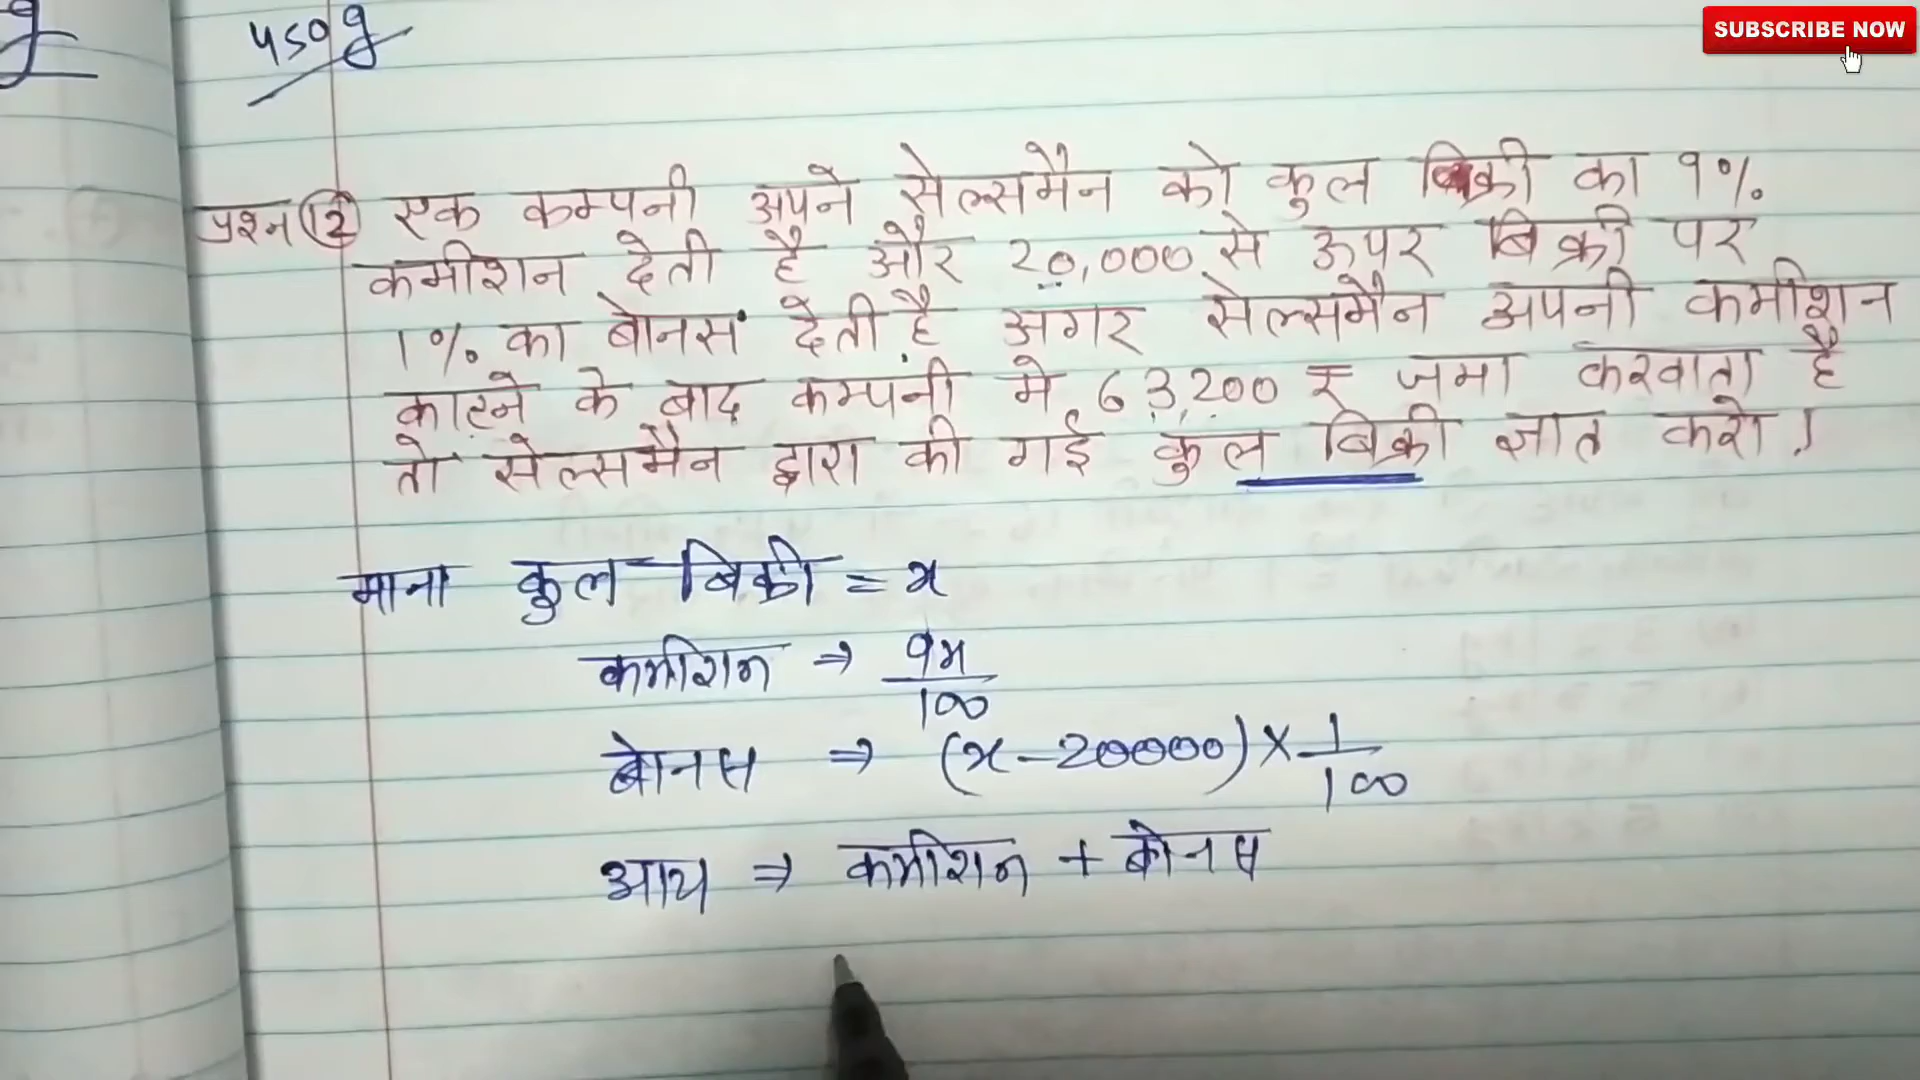 450g
SUBSCRIBE NOW
प्रश्न 12 एक कम्पनी अपने सेल्समैन को कुल बिक्री का 9%
कमीशन देती है और 20,000 से ऊपर बिक्री पर
1% का बोनस देती है अगर सेल्समैन अपनी कमीशन
काटने के बाद कम्पनी मे 63,200 ₹ जमा करवाता है
तो सेल्समैन द्वारा की गई कुल बिक्री ज्ञात करो।
माना कुल बिक्री = x
कमीशन ⇒ 9x/100
बोनस ⇒ (x-20000)×1/100
आय ⇒ कमीशन + बोनस